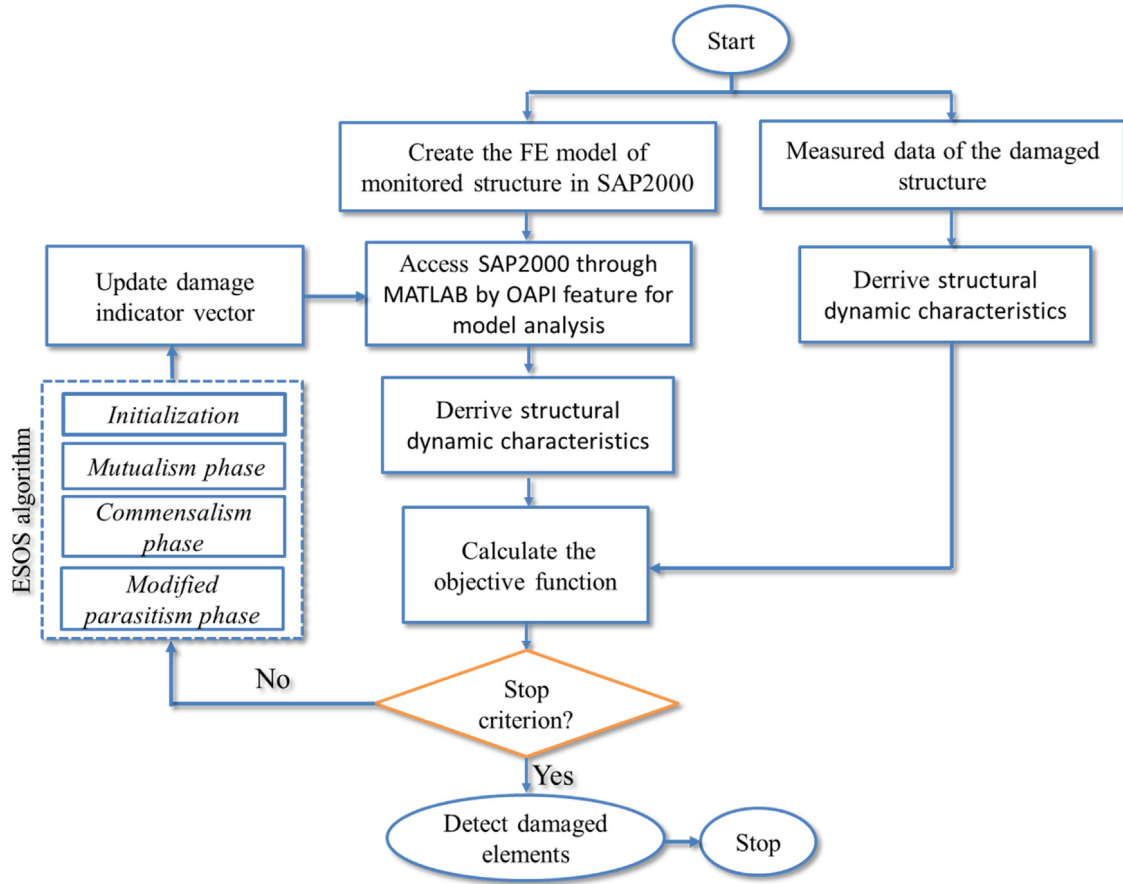 Start
Create the FE model of
monitored structure in SAP2000
Measured data of the damaged
structure
Update damage
indicator vector
Access SAP2000 through
MATLAB by OAPI feature for
model analysis
Derrive structural
dynamic characteristics
ESOS algorithm
Initialization
Mutualism phase
Commensalism
phase
Modified
parasitism phase
Derrive structural
dynamic characteristics
Calculate the
objective function
No
Stop
criterion?
Yes
Detect damaged
elements
Stop